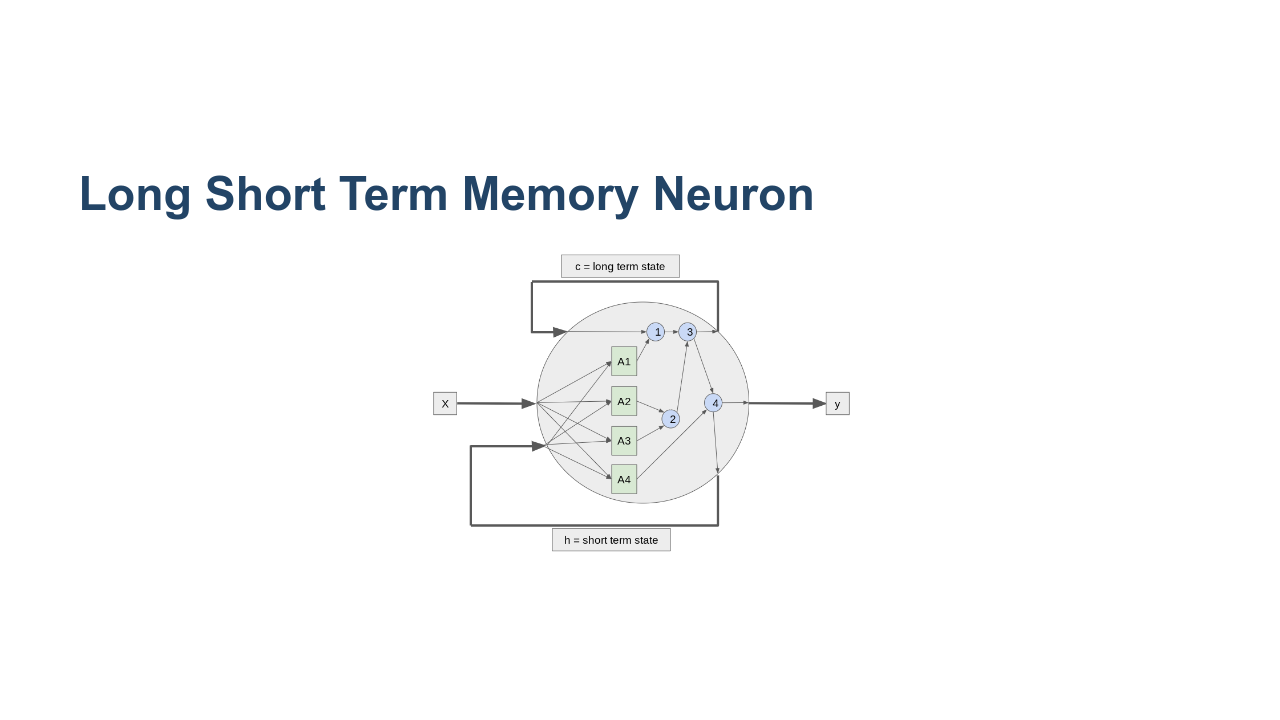 Long Short Term Memory Neuron
c = long term state
1
3
A1
A2
X
4
y
2
A3
A4
h = short term state